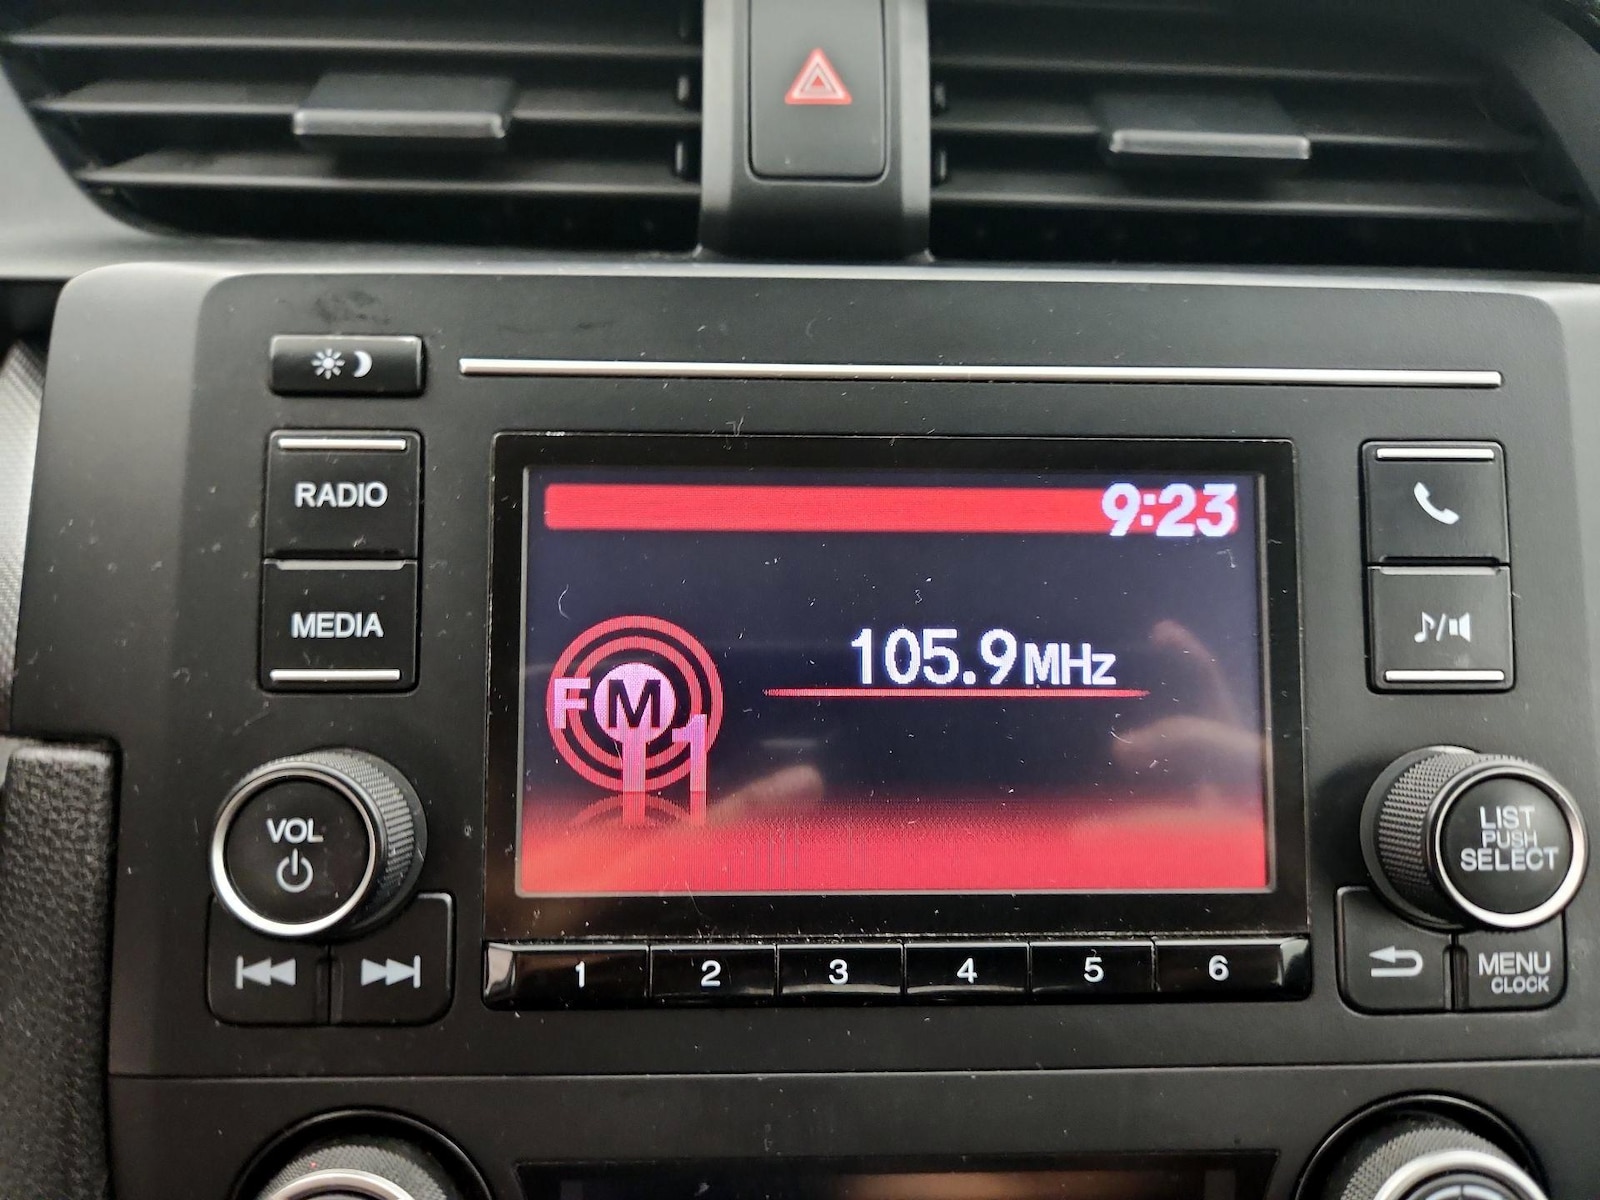 RADIO
MEDIA
VOL
9:23
105.9MHz
FM
1
1 2 3 4 5 6
LIST
PUSH
SELECT
MENU
CLOCK